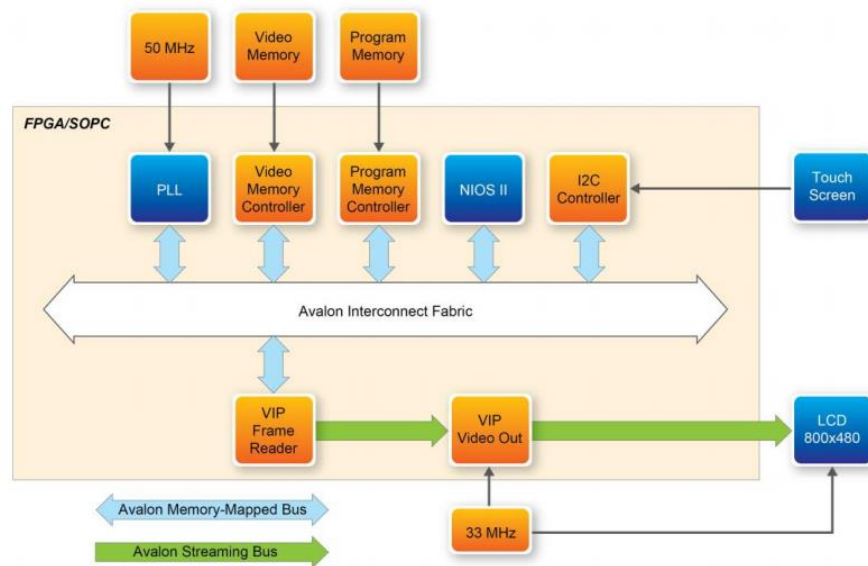 50 MHz
Video
Memory
Program
Memory
FPGA/SOPC
PLL
Video
Memory
Controller
Program
Memory
Controller
NIOS II
I2C
Controller
Touch
Screen
Avalon Interconnect Fabric
VIP
Frame
Reader
VIP
Video Out
LCD
800x480
Avalon Memory-Mapped Bus
33 MHz
Avalon Streaming Bus